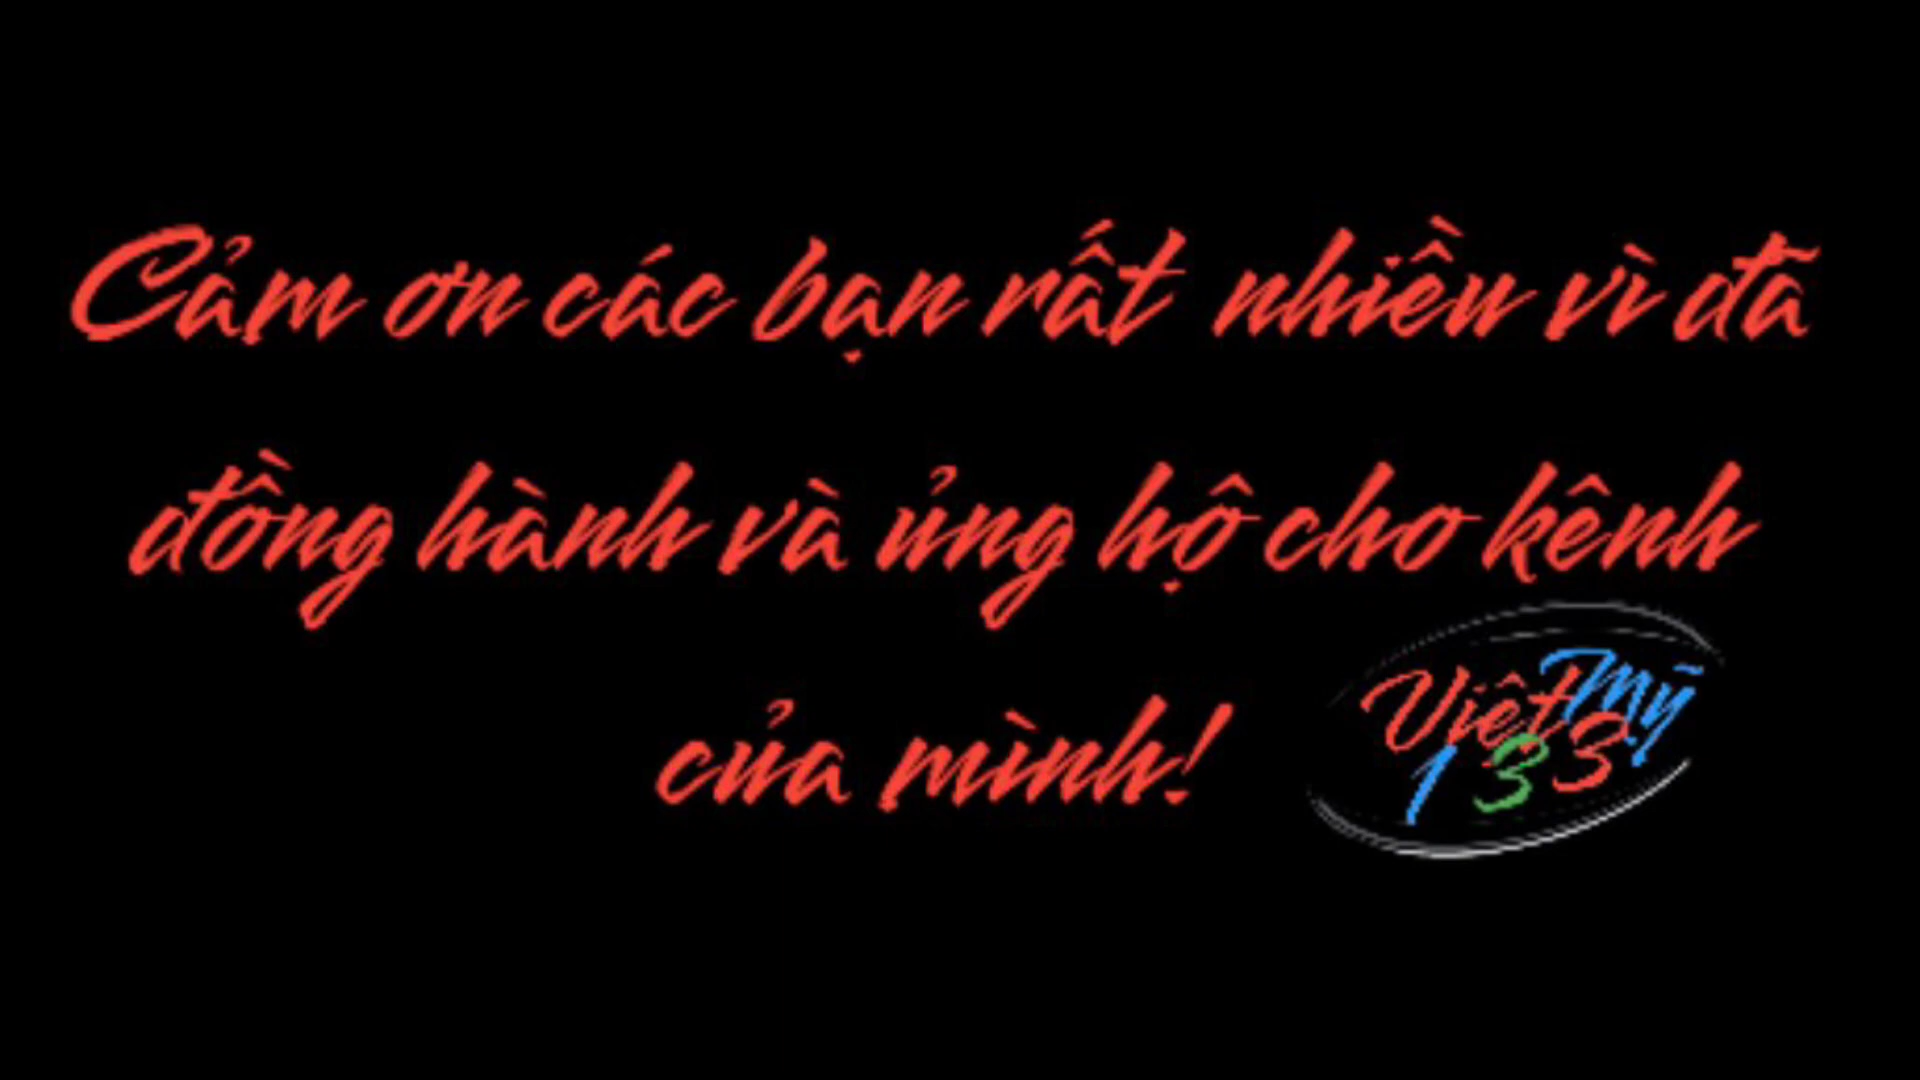 Cảm ơn các bạn rất nhiều vì đã
đồng hành và ủng hộ cho kênh
của mình!
Việt Mỹ
133